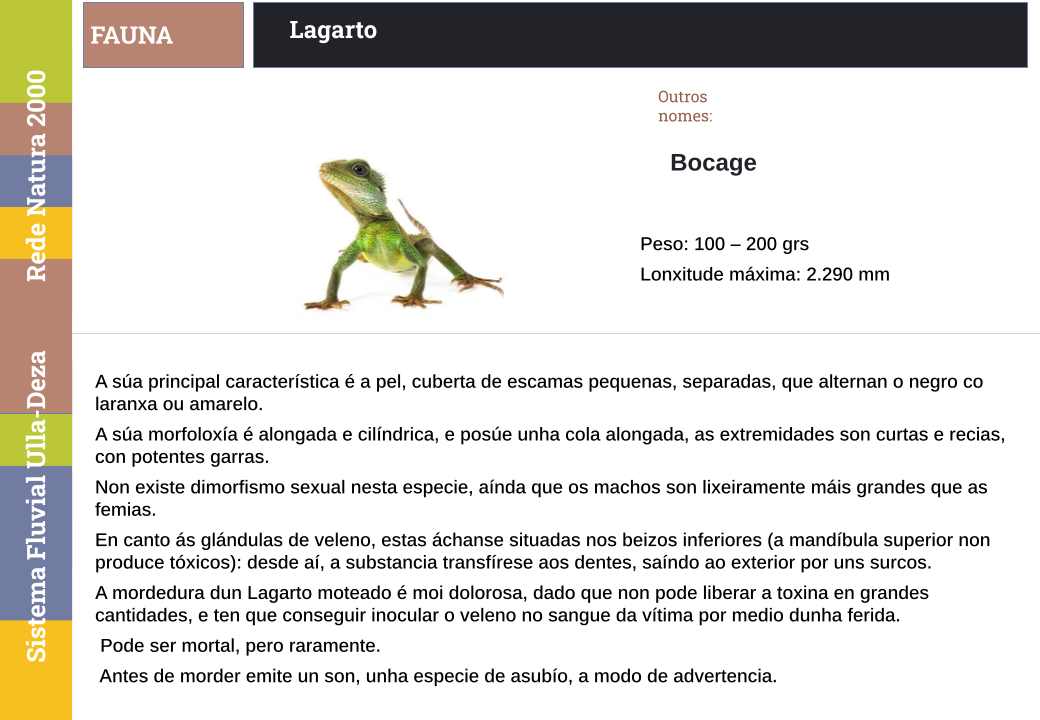 FAUNA
Lagarto
Rede Natura 2000
Sistema Fluvial Ulla-Deza
Outros
nomes:
Bocage
Peso: 100 – 200 grs
Lonxitude máxima: 2.290 mm
A súa principal característica é a pel, cuberta de escamas pequenas, separadas, que alternan o negro co
laranxa ou amarelo.
A súa morfoloxía é alongada e cilíndrica, e posúe unha cola alongada, as extremidades son curtas e recias,
con potentes garras.
Non existe dimorfismo sexual nesta especie, aínda que os machos son lixeiramente máis grandes que as
femias.
En canto ás glándulas de veleno, estas áchanse situadas nos beizos inferiores (a mandíbula superior non
produce tóxicos): desde aí, a substancia transfírese aos dentes, saíndo ao exterior por uns surcos.
A mordedura dun Lagarto moteado é moi dolorosa, dado que non pode liberar a toxina en grandes
cantidades, e ten que conseguir inocular o veleno no sangue da vítima por medio dunha ferida.
Pode ser mortal, pero raramente.
Antes de morder emite un son, unha especie de asubío, a modo de advertencia.